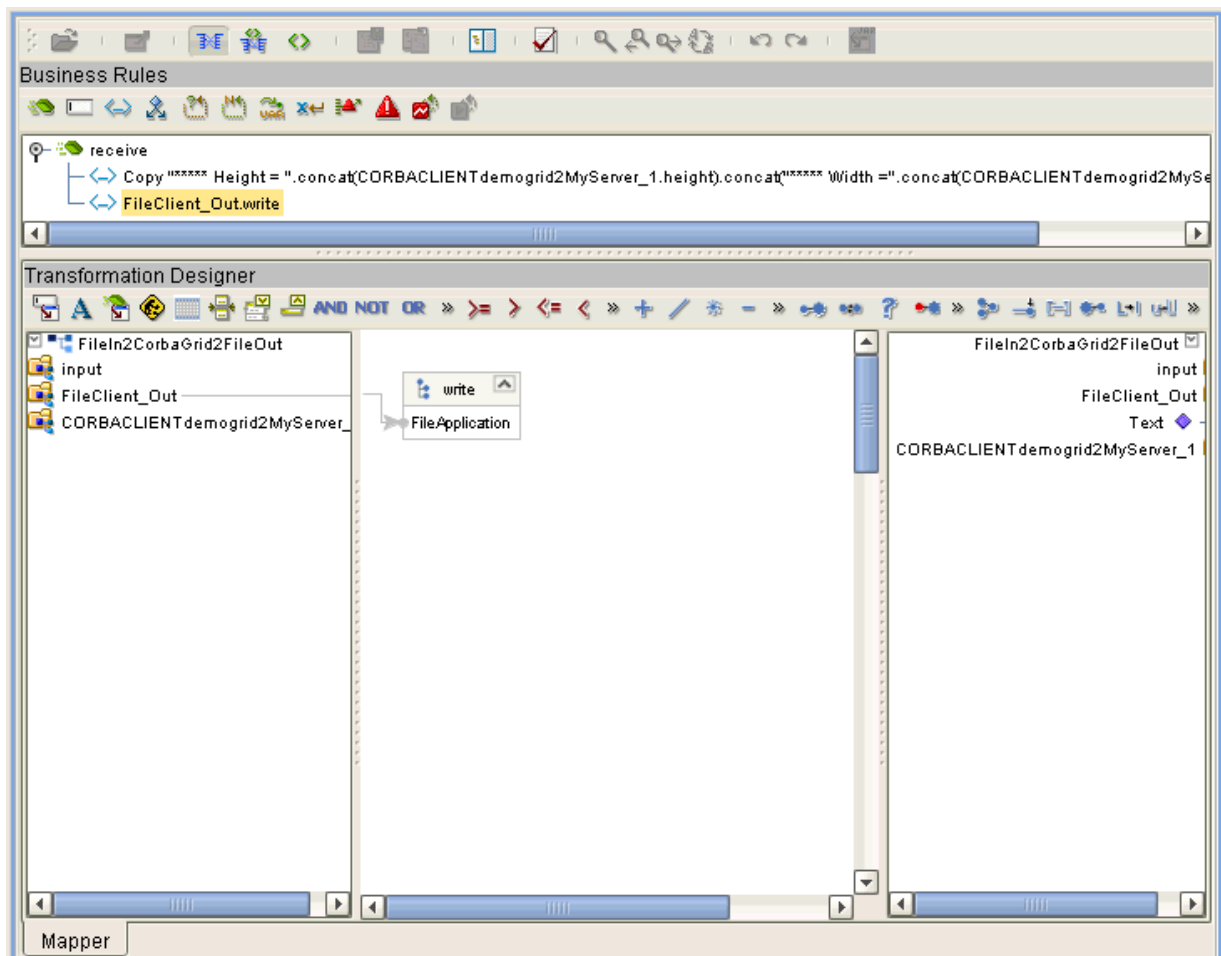 Business Rules
receive
Copy "***** Height = ".concat(CORBACLIENTdemogrid2MyServer_1.height).concat("***** Width =".concat(CORBACLIENTdemogrid2MySe
FileClient_Out.write
Transformation Designer
A AND NOT OR » >= > <= < » + / * - » ? » »
FileIn2CorbaGrid2FileOut
input
FileClient_Out
CORBACLIENTdemogrid2MyServer_
write
FileApplication
FileIn2CorbaGrid2FileOut
input
FileClient_Out
Text
CORBACLIENTdemogrid2MyServer_1
Mapper